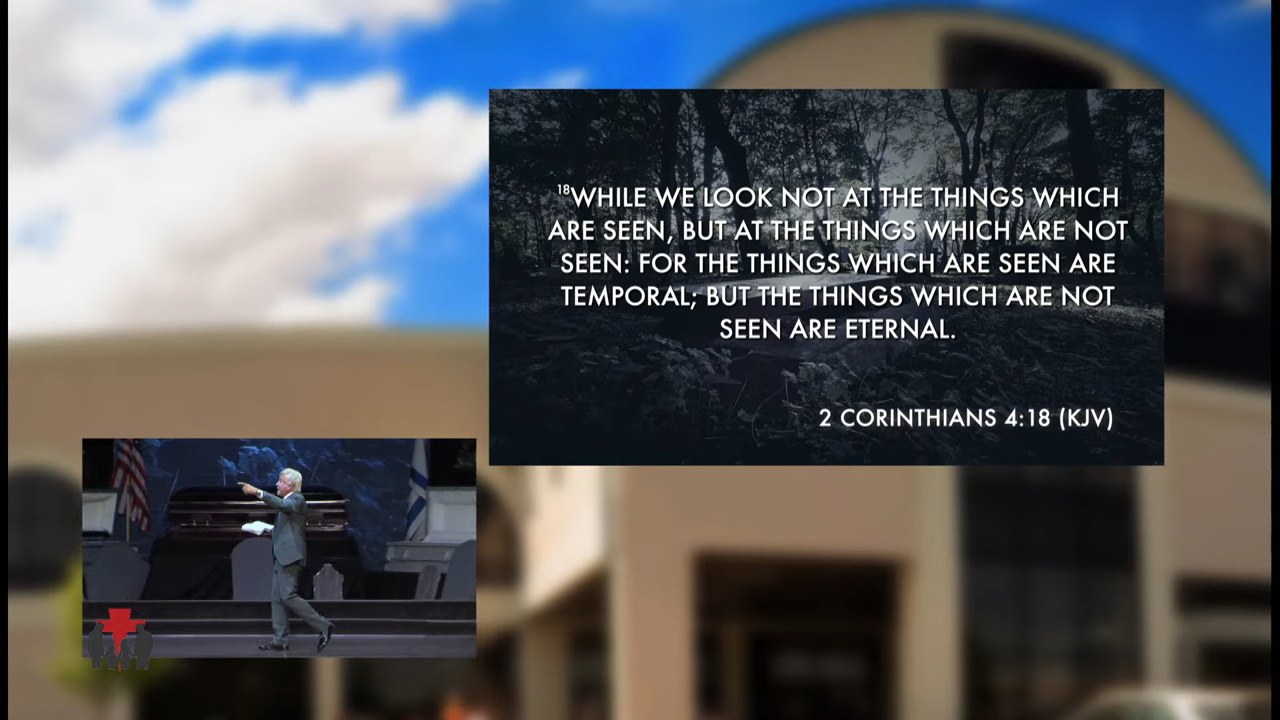 ¹⁸WHILE WE LOOK NOT AT THE THINGS WHICH
ARE SEEN, BUT AT THE THINGS WHICH ARE NOT
SEEN: FOR THE THINGS WHICH ARE SEEN ARE
TEMPORAL; BUT THE THINGS WHICH ARE NOT
SEEN ARE ETERNAL.
2 CORINTHIANS 4:18 (KJV)